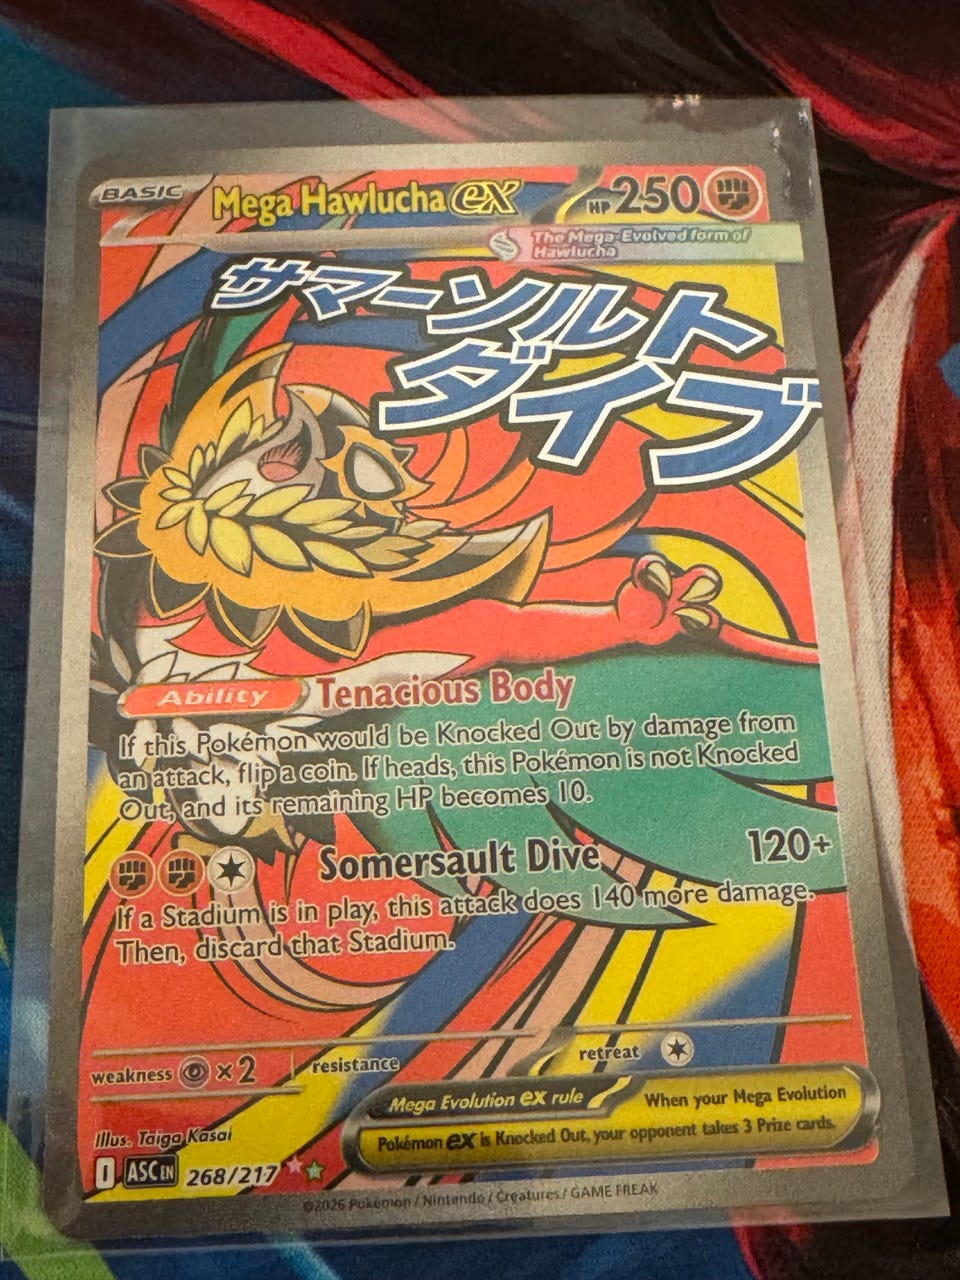 BASIC
Mega Hawlucha ex
HP 250
The Mega-Evolved form of
Hawlucha
サマーソルト
ダイブ
Ability Tenacious Body
If this Pokémon would be Knocked Out by damage from
an attack, flip a coin. If heads, this Pokémon is not Knocked
Out, and its remaining HP becomes 10.
Somersault Dive 120+
If a Stadium is in play, this attack does 140 more damage.
Then, discard that Stadium.
weakness ×2 resistance retreat
Mega Evolution ex rule When your Mega Evolution
Pokémon ex is Knocked Out, your opponent takes 3 Prize cards.
Illus. Taiga Kasai
I ASC EN 268/217
©2026 Pokémon / Nintendo / Creatures / GAME FREAK